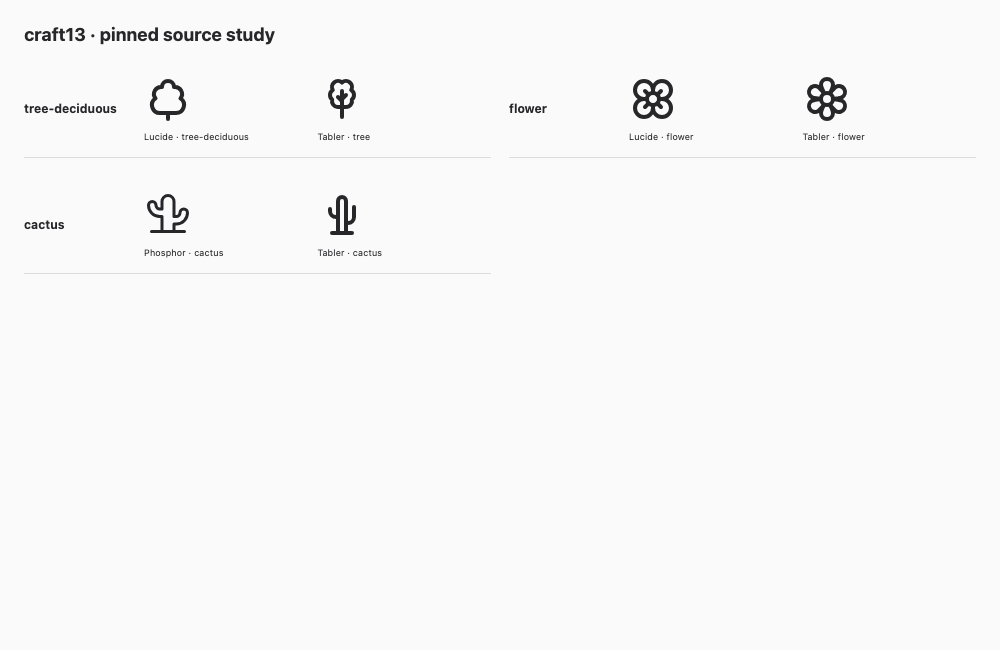 craft13 · pinned source study
tree-deciduous
Lucide · tree-deciduous
Tabler · tree
flower
Lucide · flower
Tabler · flower
cactus
Phosphor · cactus
Tabler · cactus